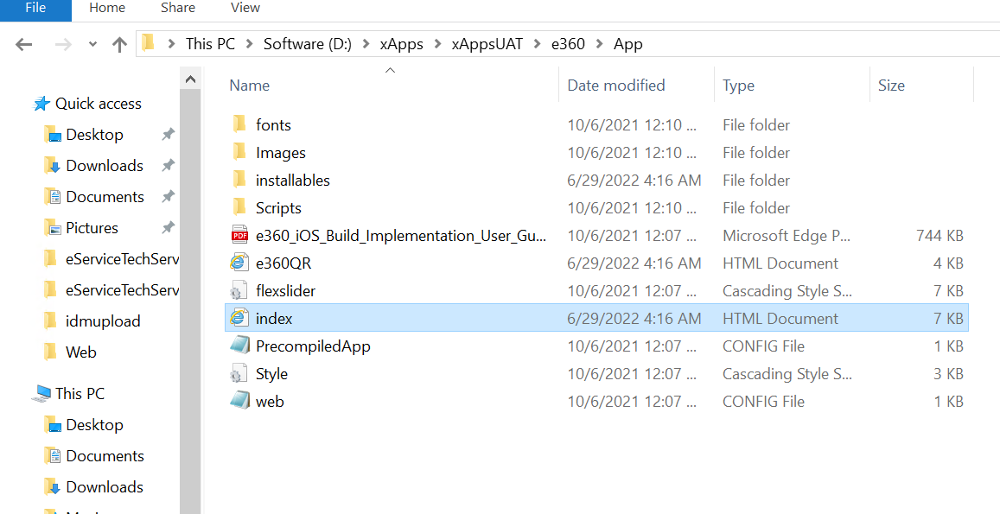 File Home Share View
This PC Software (D:) xApps xAppsUAT e360 App
Name Date modified Type Size
Quick access
Desktop
Downloads
Documents
Pictures
eServiceTechServ
eServiceTechServ
idmupload
Web
This PC
Desktop
Documents
Downloads
fonts 10/6/2021 12:10 ... File folder
Images 10/6/2021 12:10 ... File folder
installables 6/29/2022 4:16 AM File folder
Scripts 10/6/2021 12:10 ... File folder
PDF e360_iOS_Build_Implementation_User_Gu... 10/6/2021 12:07 ... Microsoft Edge P... 744 KB
e360QR 6/29/2022 4:16 AM HTML Document 4 KB
flexslider 10/6/2021 12:07 ... Cascading Style S... 7 KB
index 6/29/2022 4:16 AM HTML Document 7 KB
PrecompiledApp 10/6/2021 12:07 ... CONFIG File 1 KB
Style 10/6/2021 12:07 ... Cascading Style S... 3 KB
web 10/6/2021 12:07 ... CONFIG File 1 KB